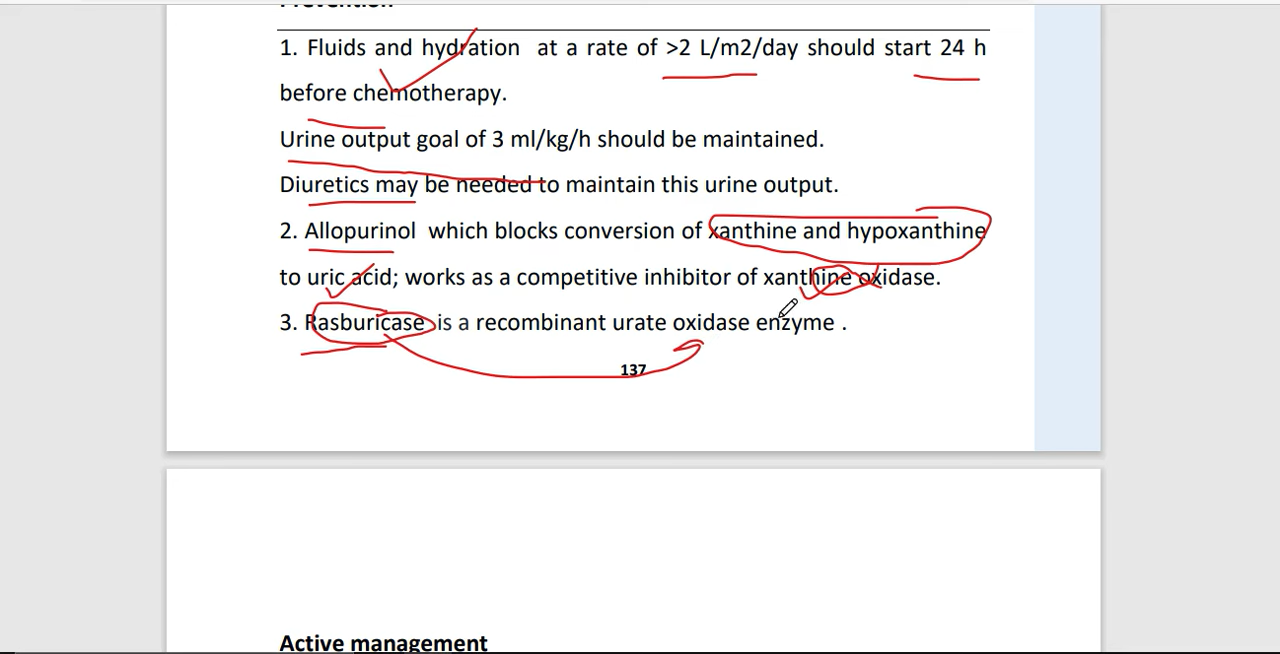 Prevention
1. Fluids and hydration at a rate of >2 L/m2/day should start 24 h
before chemotherapy.
Urine output goal of 3 ml/kg/h should be maintained.
Diuretics may be needed to maintain this urine output.
2. Allopurinol which blocks conversion of xanthine and hypoxanthine
to uric acid; works as a competitive inhibitor of xanthine oxidase.
3. Rasburicase is a recombinant urate oxidase enzyme .
137
Active management